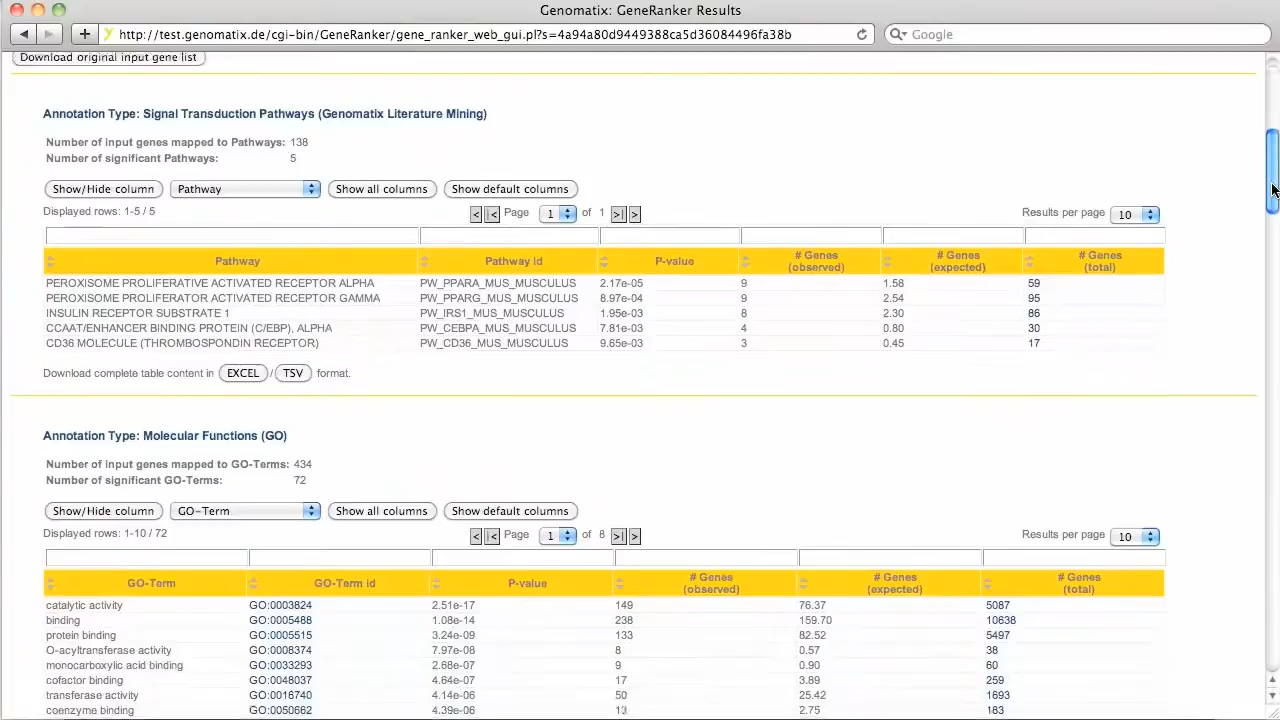 Genomatix: GeneRanker Results
http://test.genomatix.de/cgi-bin/GeneRanker/gene_ranker_web_gui.pl?s=4a94a80d9449388ca5d36084496fa38b Google
Download original input gene list
Annotation Type: Signal Transduction Pathways (Genomatix Literature Mining)
Number of input genes mapped to Pathways: 138
Number of significant Pathways: 5
Show/Hide column Pathway Show all columns Show default columns
Displayed rows: 1-5 / 5 < |< Page 1 of 1 >| > Results per page 10
Pathway Pathway id P-value # Genes (observed) # Genes (expected) # Genes (total)
PEROXISOME PROLIFERATIVE ACTIVATED RECEPTOR ALPHA PW_PPARA_MUS_MUSCULUS 2.17e-05 9 1.58 59
PEROXISOME PROLIFERATOR ACTIVATED RECEPTOR GAMMA PW_PPARG_MUS_MUSCULUS 8.97e-04 9 2.54 95
INSULIN RECEPTOR SUBSTRATE 1 PW_IRS1_MUS_MUSCULUS 1.95e-03 8 2.30 86
CCAAT/ENHANCER BINDING PROTEIN (C/EBP), ALPHA PW_CEBPA_MUS_MUSCULUS 7.81e-03 4 0.80 30
CD36 MOLECULE (THROMBOSPONDIN RECEPTOR) PW_CD36_MUS_MUSCULUS 9.65e-03 3 0.45 17
Download complete table content in EXCEL / TSV format.
Annotation Type: Molecular Functions (GO)
Number of input genes mapped to GO-Terms: 434
Number of significant GO-Terms: 72
Show/Hide column GO-Term Show all columns Show default columns
Displayed rows: 1-10 / 72 < |< Page 1 of 8 >| > Results per page 10
GO-Term GO-Term id P-value # Genes (observed) # Genes (expected) # Genes (total)
catalytic activity GO:0003824 2.51e-17 149 76.37 5087
binding GO:0005488 1.08e-14 238 159.70 10638
protein binding GO:0005515 3.24e-09 133 82.52 5497
O-acyltransferase activity GO:0008374 7.97e-08 8 0.57 38
monocarboxylic acid binding GO:0033293 2.68e-07 9 0.90 60
cofactor binding GO:0048037 4.64e-07 17 3.89 259
transferase activity GO:0016740 4.14e-06 50 25.42 1693
coenzyme binding GO:0050662 4.39e-06 13 2.75 183